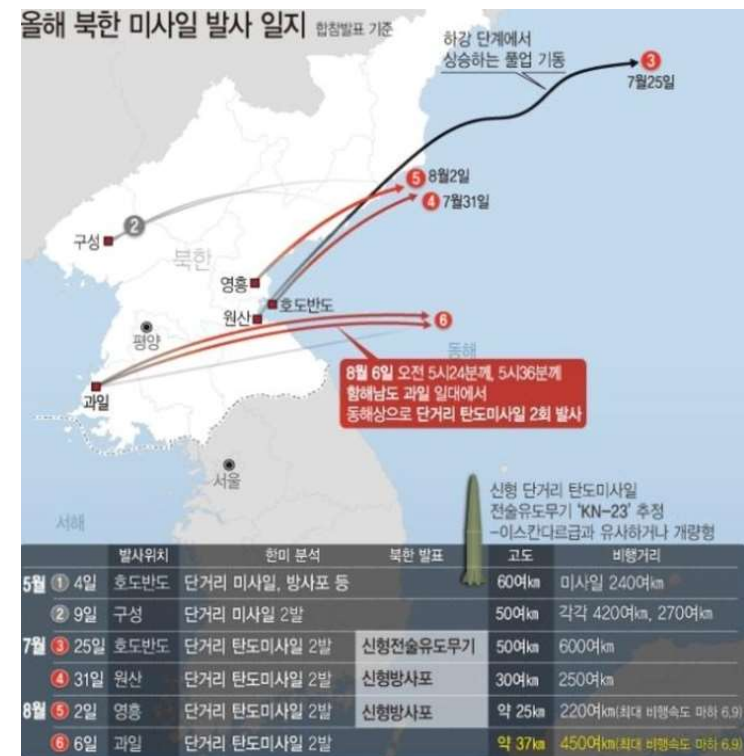 올해 북한 미사일 발사 일지 합참발표 기준
하강 단계에서
상승하는 풀업 기동
3
7월25일
5 8월2일
4 7월31일
2
구성
북한
영흥
호도반도
원산
6
평양
동해
과일
8월 6일 오전 5시24분께, 5시36분께
함해남도 과일 일대에서
동해상으로 단거리 탄도미사일 2회 발사
서울
서해
신형 단거리 탄도미사일
전술유도무기 'KN-23' 추정
-이스칸다르급과 유사하거나 개량형
발사위치 한미 분석 북한 발표 고도 비행거리
5월 1 4일 호도반도 단거리 미사일, 방사포 등 60여㎞ 미사일 240여㎞
2 9일 구성 단거리 미사일 2발 50여㎞ 각각 420여㎞, 270여㎞
7월 3 25일 호도반도 단거리 탄도미사일 2발 신형전술유도무기 50여㎞ 600여㎞
4 31일 원산 단거리 탄도미사일 2발 신형방사포 30여㎞ 250여㎞
8월 5 2일 영흥 단거리 탄도미사일 2발 신형방사포 약 25㎞ 220여㎞(최대 비행속도 마하 6.9)
6 6일 과일 단거리 탄도미사일 2발 약 37㎞ 450여㎞(최대 비행속도 마하 6.9)